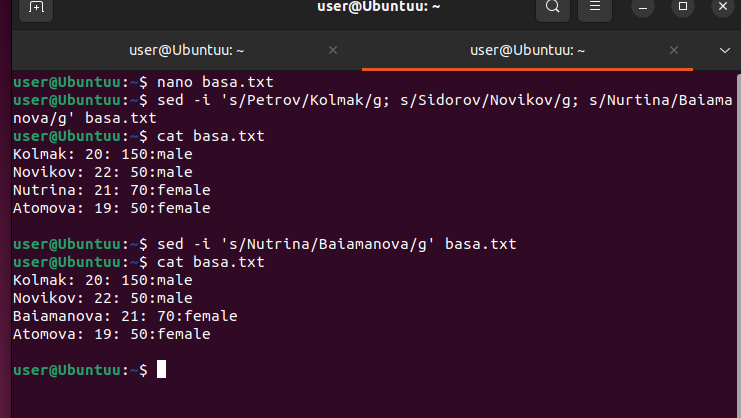 user@Ubuntuu: ~
user@Ubuntuu: ~
user@Ubuntuu: ~
user@Ubuntuu:~$ nano basa.txt
user@Ubuntuu:~$ sed -i 's/Petrov/Kolmak/g; s/Sidorov/Novikov/g; s/Nurtina/Baiama
nova/g' basa.txt
user@Ubuntuu:~$ cat basa.txt
Kolmak: 20: 150:male
Novikov: 22: 50:male
Nutrina: 21: 70:female
Atomova: 19: 50:female
user@Ubuntuu:~$ sed -i 's/Nutrina/Baiamanova/g' basa.txt
user@Ubuntuu:~$ cat basa.txt
Kolmak: 20: 150:male
Novikov: 22: 50:male
Baiamanova: 21: 70:female
Atomova: 19: 50:female
user@Ubuntuu:~$